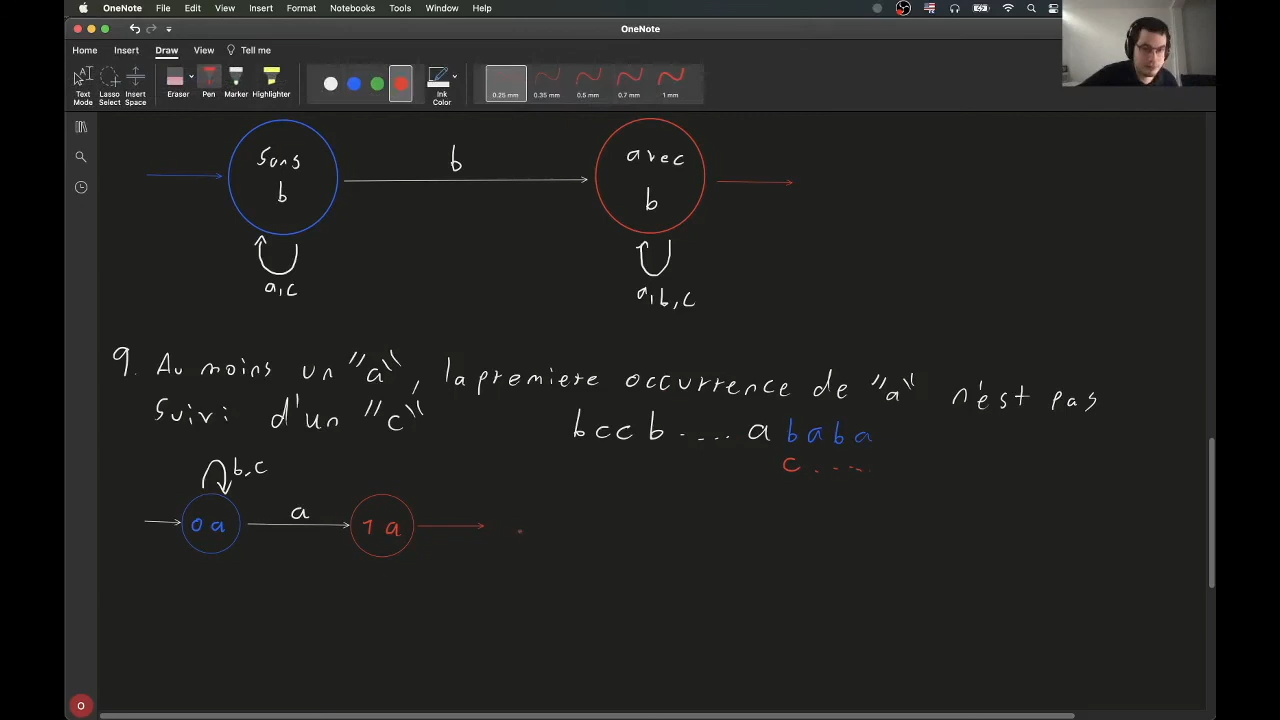 OneNote File Edit View Insert Format Notebooks Tools Window Help
OneNote
Home Insert Draw View Tell me
Text Mode Lasso Select Insert Space Eraser Pen Marker Highlighter Ink Color 0.25 mm 0.35 mm 0.5 mm 0.7 mm 1 mm
Sans b
b
avec b
a,c
a,b,c
9. Au moins un "a", la premiere occurrence de "a" n'est pas
suivi d'un "c"
bccb .... a baba
c .....
b,c
0a
a
1a
O